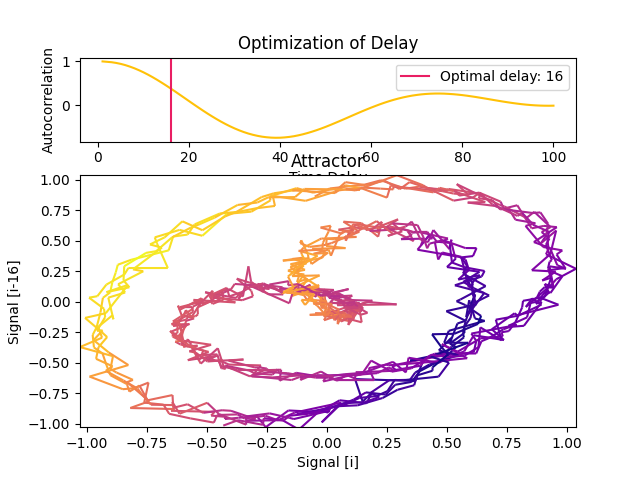 Optimization of Delay
Autocorrelation
1
0
Optimal delay: 16
0 20 40 60 80 100
Time Delay
Attractor
Signal [i-16]
1.00
0.75
0.50
0.25
0.00
−0.25
−0.50
−0.75
−1.00
−1.00 −0.75 −0.50 −0.25 0.00 0.25 0.50 0.75 1.00
Signal [i]